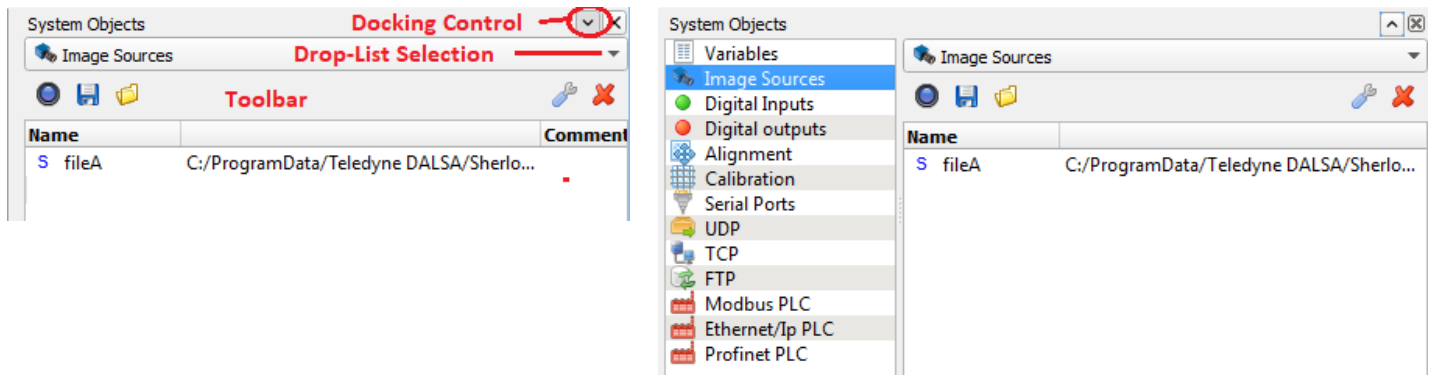 System Objects
Docking Control
Image Sources
Drop-List Selection
Toolbar
Name
Comment
S fileA
C:/ProgramData/Teledyne DALSA/Sherlo...
System Objects
Variables
Image Sources
Digital Inputs
Digital outputs
Alignment
Calibration
Serial Ports
UDP
TCP
FTP
Modbus PLC
Ethernet/Ip PLC
Profinet PLC
Image Sources
Name
S fileA
C:/ProgramData/Teledyne DALSA/Sherlo...